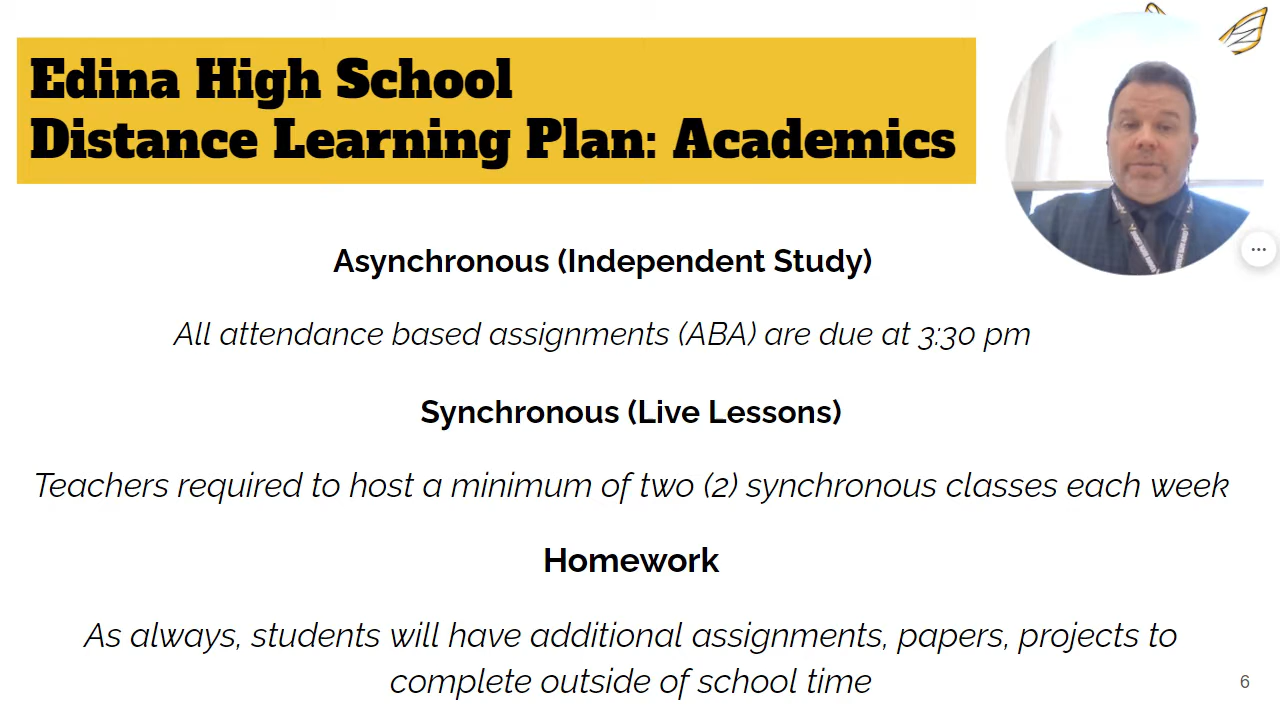 Edina High School
Distance Learning Plan: Academics
Asynchronous (Independent Study)
All attendance based assignments (ABA) are due at 3:30 pm
Synchronous (Live Lessons)
Teachers required to host a minimum of two (2) synchronous classes each week
Homework
As always, students will have additional assignments, papers, projects to
complete outside of school time
6